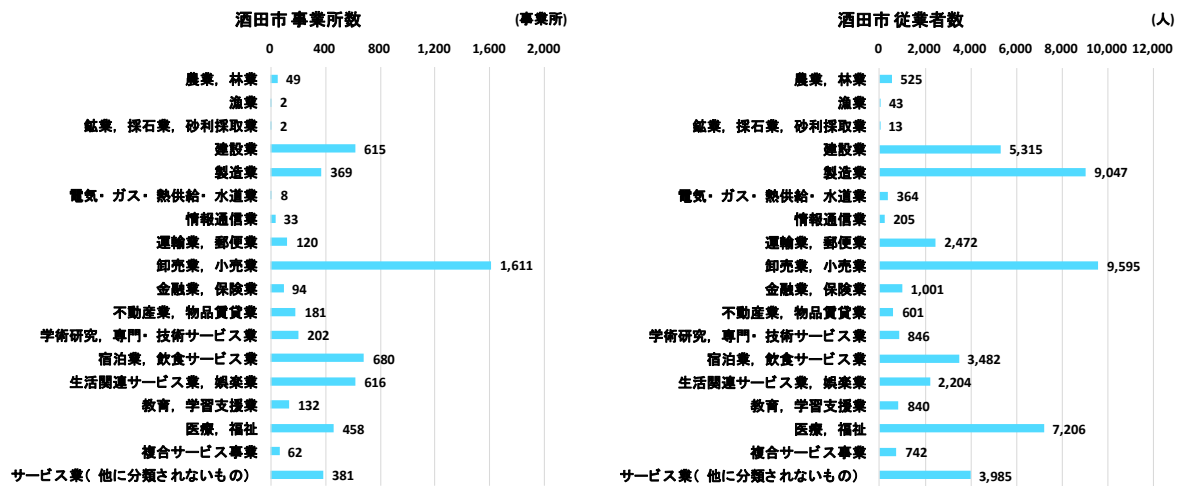 酒田市 事業所数 (事業所)
0 400 800 1,200 1,600 2,000
農業，林業 49
漁業 2
鉱業，採石業，砂利採取業 2
建設業 615
製造業 369
電気・ガス・熱供給・水道業 8
情報通信業 33
運輸業，郵便業 120
卸売業，小売業 1,611
金融業，保険業 94
不動産業，物品賃貸業 181
学術研究，専門・技術サービス業 202
宿泊業，飲食サービス業 680
生活関連サービス業，娯楽業 616
教育，学習支援業 132
医療，福祉 458
複合サービス事業 62
サービス業(他に分類されないもの) 381
酒田市 従業者数 (人)
0 2,000 4,000 6,000 8,000 10,000 12,000
農業，林業 525
漁業 43
鉱業，採石業，砂利採取業 13
建設業 5,315
製造業 9,047
電気・ガス・熱供給・水道業 364
情報通信業 205
運輸業，郵便業 2,472
卸売業，小売業 9,595
金融業，保険業 1,001
不動産業，物品賃貸業 601
学術研究，専門・技術サービス業 846
宿泊業，飲食サービス業 3,482
生活関連サービス業，娯楽業 2,204
教育，学習支援業 840
医療，福祉 7,206
複合サービス事業 742
サービス業(他に分類されないもの) 3,985